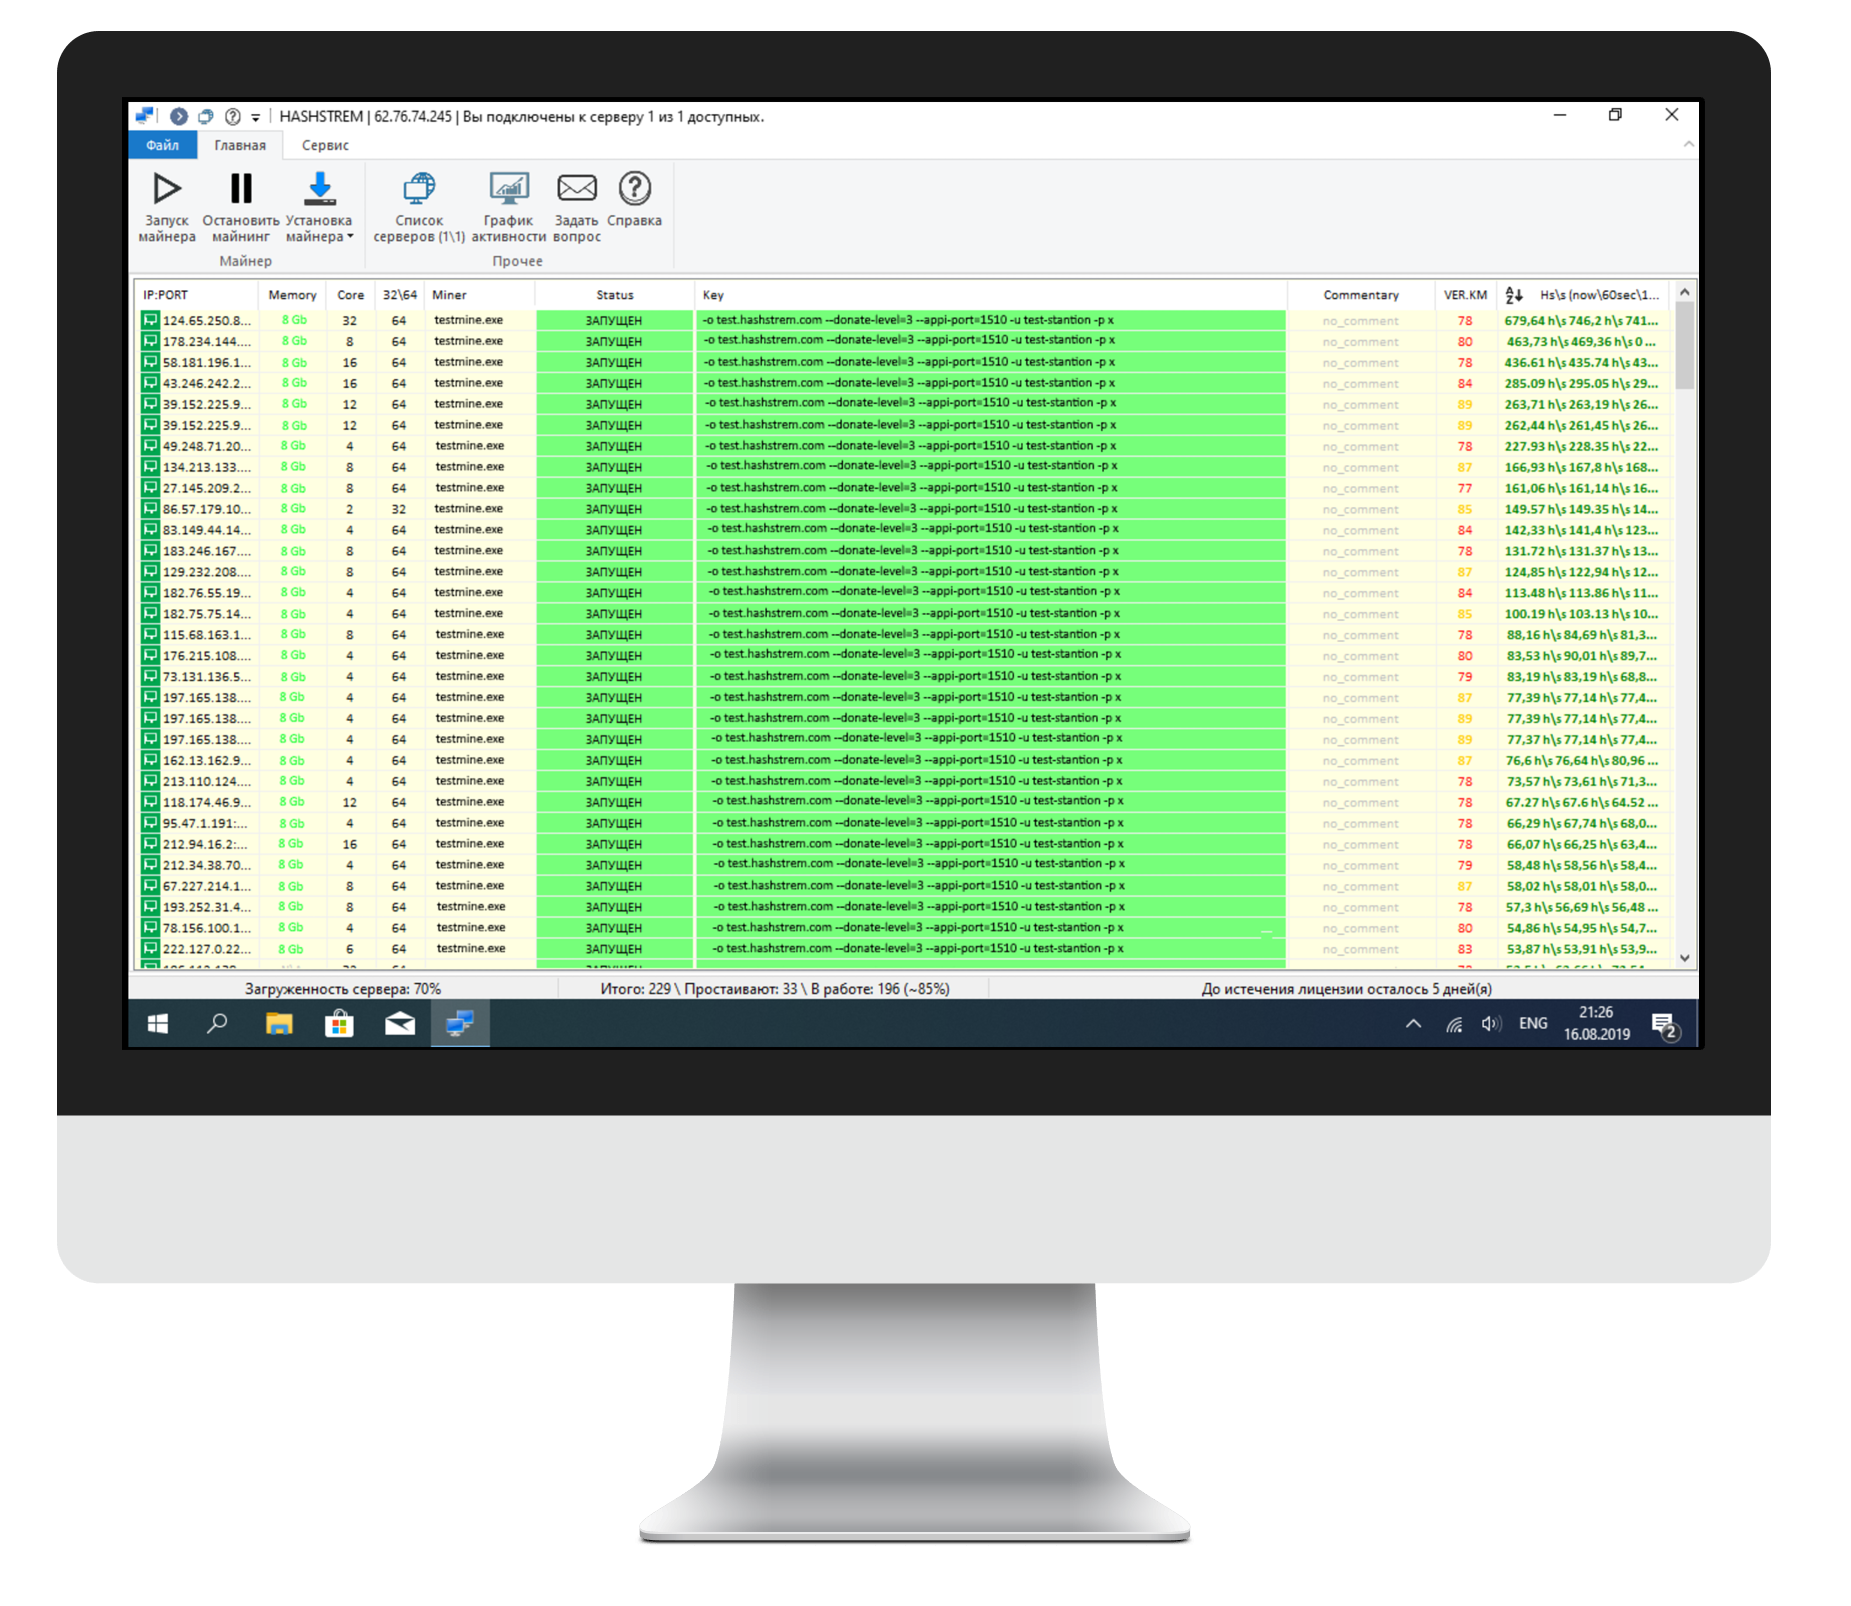 HASHSTREM | 62.76.74.245 | Вы подключены к серверу 1 из 1 доступных.
Файл Главная Сервис
Запуск майнера Остановить майнинг Установка майнера Список серверов (1\1) График активности Задать вопрос Справка
Майнер Прочее
IP:PORT Memory Core 32\64 Miner Status Key Commentary VER.KM Hs\s (now\60sec\1...
124.65.250.8... 8 Gb 32 64 testmine.exe ЗАПУЩЕН -o test.hashstrem.com --donate-level=3 --appi-port=1510 -u test-stantion -p x no_comment 78 679,64 h\s 746,2 h\s 741...
178.234.144.... 8 Gb 8 64 testmine.exe ЗАПУЩЕН -o test.hashstrem.com --donate-level=3 --appi-port=1510 -u test-stantion -p x no_comment 80 463,73 h\s 469,36 h\s 0 ...
58.181.196.1... 8 Gb 16 64 testmine.exe ЗАПУЩЕН -o test.hashstrem.com --donate-level=3 --appi-port=1510 -u test-stantion -p x no_comment 78 436.61 h\s 435.74 h\s 43...
43.246.242.2... 8 Gb 16 64 testmine.exe ЗАПУЩЕН -o test.hashstrem.com --donate-level=3 --appi-port=1510 -u test-stantion -p x no_comment 84 285.09 h\s 295.05 h\s 29...
39.152.225.9... 8 Gb 12 64 testmine.exe ЗАПУЩЕН -o test.hashstrem.com --donate-level=3 --appi-port=1510 -u test-stantion -p x no_comment 89 263,71 h\s 263,19 h\s 26...
39.152.225.9... 8 Gb 12 64 testmine.exe ЗАПУЩЕН -o test.hashstrem.com --donate-level=3 --appi-port=1510 -u test-stantion -p x no_comment 89 262,44 h\s 261,45 h\s 26...
49.248.71.20... 8 Gb 4 64 testmine.exe ЗАПУЩЕН -o test.hashstrem.com --donate-level=3 --appi-port=1510 -u test-stantion -p x no_comment 78 227.93 h\s 228.35 h\s 22...
134.213.133.... 8 Gb 8 64 testmine.exe ЗАПУЩЕН -o test.hashstrem.com --donate-level=3 --appi-port=1510 -u test-stantion -p x no_comment 87 166,93 h\s 167,8 h\s 168...
27.145.209.2... 8 Gb 8 64 testmine.exe ЗАПУЩЕН -o test.hashstrem.com --donate-level=3 --appi-port=1510 -u test-stantion -p x no_comment 77 161,06 h\s 161,14 h\s 16...
86.57.179.10... 8 Gb 2 32 testmine.exe ЗАПУЩЕН -o test.hashstrem.com --donate-level=3 --appi-port=1510 -u test-stantion -p x no_comment 85 149.57 h\s 149.35 h\s 14...
83.149.44.14... 8 Gb 4 64 testmine.exe ЗАПУЩЕН -o test.hashstrem.com --donate-level=3 --appi-port=1510 -u test-stantion -p x no_comment 84 142,33 h\s 141,4 h\s 123...
183.246.167.... 8 Gb 8 64 testmine.exe ЗАПУЩЕН -o test.hashstrem.com --donate-level=3 --appi-port=1510 -u test-stantion -p x no_comment 78 131.72 h\s 131.37 h\s 13...
129.232.208.... 8 Gb 8 64 testmine.exe ЗАПУЩЕН -o test.hashstrem.com --donate-level=3 --appi-port=1510 -u test-stantion -p x no_comment 87 124,85 h\s 122,94 h\s 12...
182.76.55.19... 8 Gb 4 64 testmine.exe ЗАПУЩЕН -o test.hashstrem.com --donate-level=3 --appi-port=1510 -u test-stantion -p x no_comment 84 113.48 h\s 113.86 h\s 11...
182.75.75.14... 8 Gb 4 64 testmine.exe ЗАПУЩЕН -o test.hashstrem.com --donate-level=3 --appi-port=1510 -u test-stantion -p x no_comment 85 100.19 h\s 103.13 h\s 10...
115.68.163.1... 8 Gb 8 64 testmine.exe ЗАПУЩЕН -o test.hashstrem.com --donate-level=3 --appi-port=1510 -u test-stantion -p x no_comment 78 88,16 h\s 84,69 h\s 81,3...
176.215.108.... 8 Gb 4 64 testmine.exe ЗАПУЩЕН -o test.hashstrem.com --donate-level=3 --appi-port=1510 -u test-stantion -p x no_comment 80 83,53 h\s 90,01 h\s 89,7...
73.131.136.5... 8 Gb 4 64 testmine.exe ЗАПУЩЕН -o test.hashstrem.com --donate-level=3 --appi-port=1510 -u test-stantion -p x no_comment 79 83,19 h\s 83,19 h\s 68,8...
197.165.138.... 8 Gb 4 64 testmine.exe ЗАПУЩЕН -o test.hashstrem.com --donate-level=3 --appi-port=1510 -u test-stantion -p x no_comment 87 77,39 h\s 77,14 h\s 77,4...
197.165.138.... 8 Gb 4 64 testmine.exe ЗАПУЩЕН -o test.hashstrem.com --donate-level=3 --appi-port=1510 -u test-stantion -p x no_comment 89 77,39 h\s 77,14 h\s 77,4...
197.165.138.... 8 Gb 4 64 testmine.exe ЗАПУЩЕН -o test.hashstrem.com --donate-level=3 --appi-port=1510 -u test-stantion -p x no_comment 89 77,37 h\s 77,14 h\s 77,4...
162.13.162.9... 8 Gb 4 64 testmine.exe ЗАПУЩЕН -o test.hashstrem.com --donate-level=3 --appi-port=1510 -u test-stantion -p x no_comment 87 76,6 h\s 76,64 h\s 80,96 ...
213.110.124.... 8 Gb 4 64 testmine.exe ЗАПУЩЕН -o test.hashstrem.com --donate-level=3 --appi-port=1510 -u test-stantion -p x no_comment 78 73,57 h\s 73,61 h\s 71,3...
118.174.46.9... 8 Gb 12 64 testmine.exe ЗАПУЩЕН -o test.hashstrem.com --donate-level=3 --appi-port=1510 -u test-stantion -p x no_comment 78 67.27 h\s 67.6 h\s 64.52 ...
95.47.1.191:... 8 Gb 4 64 testmine.exe ЗАПУЩЕН -o test.hashstrem.com --donate-level=3 --appi-port=1510 -u test-stantion -p x no_comment 78 66,29 h\s 67,74 h\s 68,0...
212.94.16.2:... 8 Gb 16 64 testmine.exe ЗАПУЩЕН -o test.hashstrem.com --donate-level=3 --appi-port=1510 -u test-stantion -p x no_comment 78 66,07 h\s 66,25 h\s 63,4...
212.34.38.70... 8 Gb 4 64 testmine.exe ЗАПУЩЕН -o test.hashstrem.com --donate-level=3 --appi-port=1510 -u test-stantion -p x no_comment 79 58,48 h\s 58,56 h\s 58,4...
67.227.214.1... 8 Gb 8 64 testmine.exe ЗАПУЩЕН -o test.hashstrem.com --donate-level=3 --appi-port=1510 -u test-stantion -p x no_comment 87 58,02 h\s 58,01 h\s 58,0...
193.252.31.4... 8 Gb 8 64 testmine.exe ЗАПУЩЕН -o test.hashstrem.com --donate-level=3 --appi-port=1510 -u test-stantion -p x no_comment 78 57,3 h\s 56,69 h\s 56,48 ...
78.156.100.1... 8 Gb 4 64 testmine.exe ЗАПУЩЕН -o test.hashstrem.com --donate-level=3 --appi-port=1510 -u test-stantion -p x no_comment 80 54,86 h\s 54,95 h\s 54,7...
222.127.0.22... 8 Gb 6 64 testmine.exe ЗАПУЩЕН -o test.hashstrem.com --donate-level=3 --appi-port=1510 -u test-stantion -p x no_comment 83 53,87 h\s 53,91 h\s 53,9...
Загруженность сервера: 70% Итого: 229 \ Простаивают: 33 \ В работе: 196 (~85%) До истечения лицензии осталось 5 дней(я)
ENG 21:26
16.08.2019 2